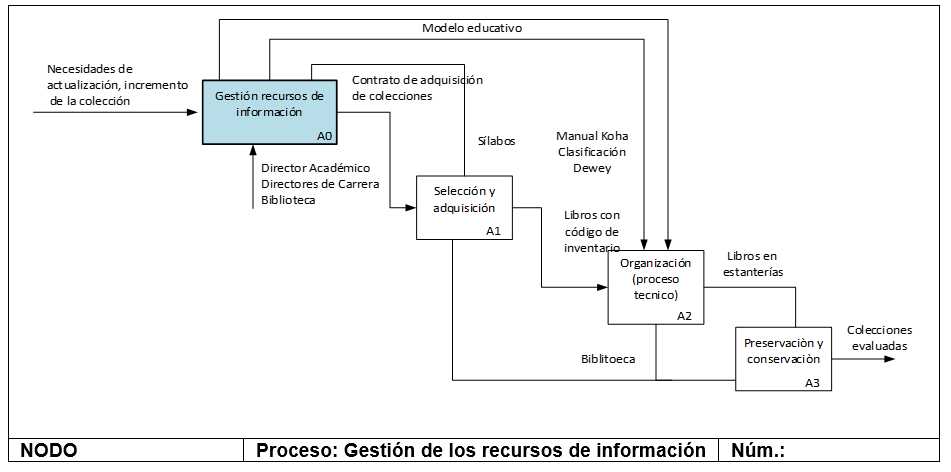 Modelo educativo
Necesidades de
actualización, incremento
de la colección
Gestión recursos de
información
A0
Contrato de adquisición
de colecciones
Director Académico
Directores de Carrera
Biblioteca
Sílabos
Manual Koha
Clasificación
Dewey
Selección y
adquisición
A1
Libros con
código de
inventario
Organización
(proceso
tecnico)
A2
Libros en
estanterías
Preservaciòn y
conservaciòn
A3
Colecciones
evaluadas
Biblitoeca
NODO
Proceso: Gestión de los recursos de información
Núm.: